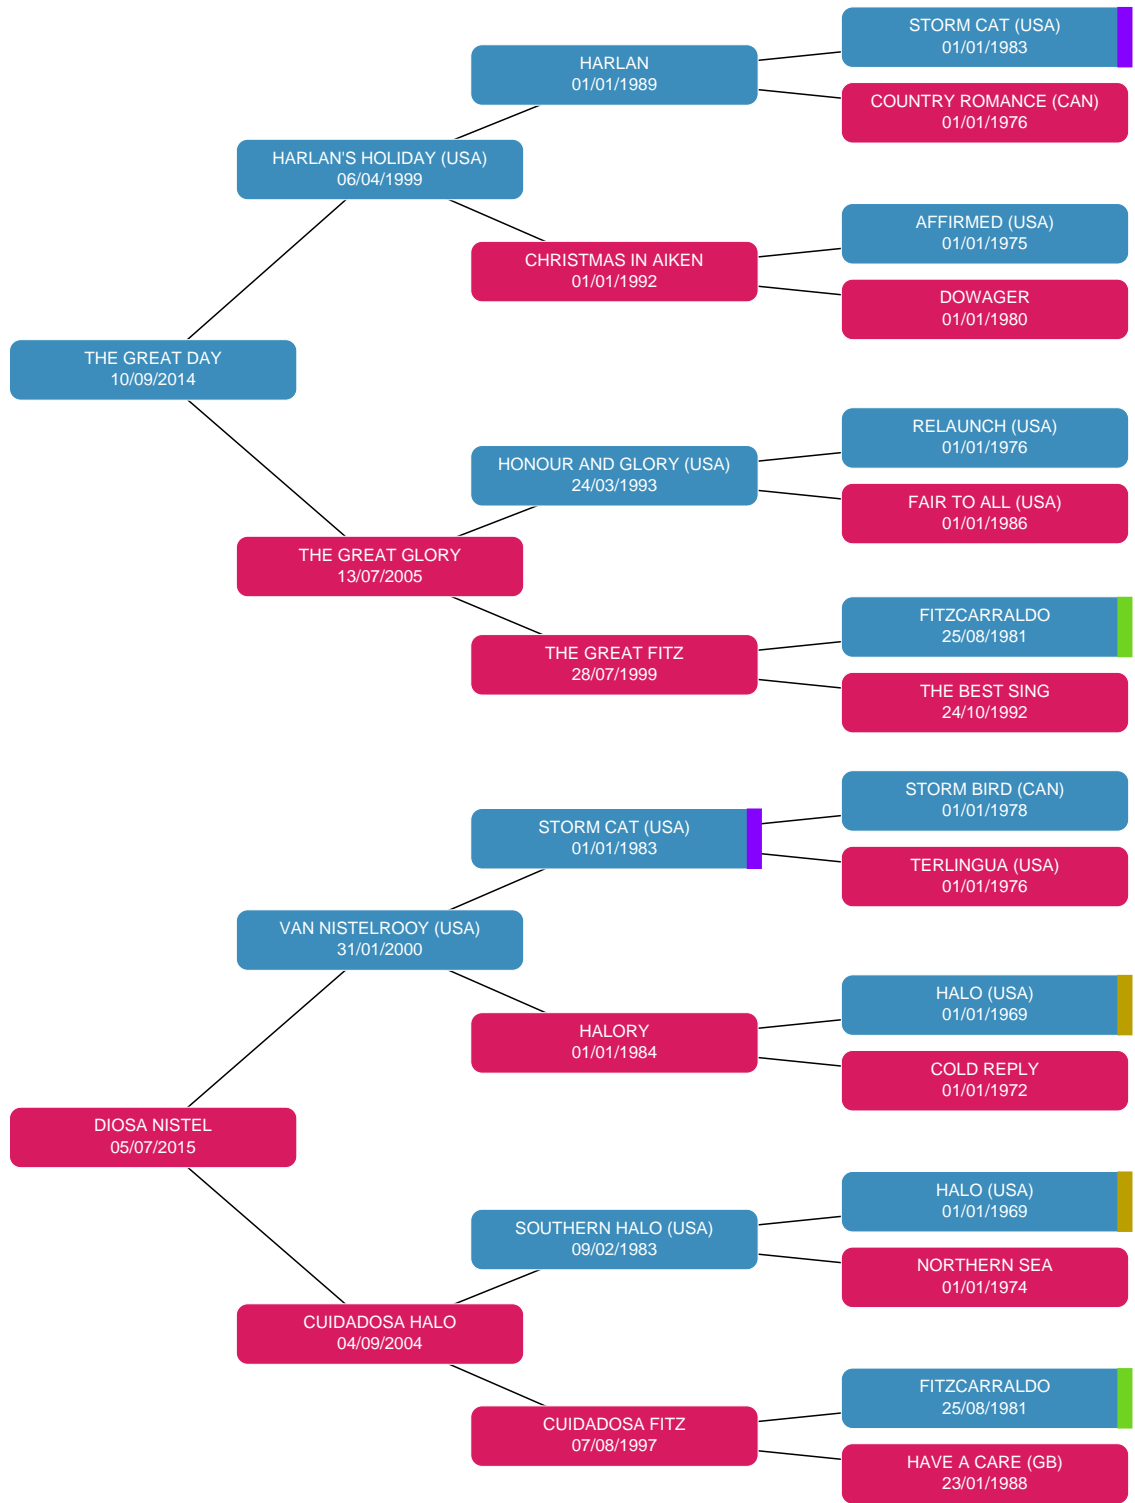 STORM CAT (USA)
01/01/1983
HARLAN
01/01/1989
COUNTRY ROMANCE (CAN)
01/01/1976
HARLAN'S HOLIDAY (USA)
06/04/1999
AFFIRMED (USA)
01/01/1975
CHRISTMAS IN AIKEN
01/01/1992
DOWAGER
01/01/1980
THE GREAT DAY
10/09/2014
RELAUNCH (USA)
01/01/1976
HONOUR AND GLORY (USA)
24/03/1993
FAIR TO ALL (USA)
01/01/1986
THE GREAT GLORY
13/07/2005
FITZCARRALDO
25/08/1981
THE GREAT FITZ
28/07/1999
THE BEST SING
24/10/1992
STORM BIRD (CAN)
01/01/1978
STORM CAT (USA)
01/01/1983
TERLINGUA (USA)
01/01/1976
VAN NISTELROOY (USA)
31/01/2000
HALO (USA)
01/01/1969
HALORY
01/01/1984
COLD REPLY
01/01/1972
DIOSA NISTEL
05/07/2015
HALO (USA)
01/01/1969
SOUTHERN HALO (USA)
09/02/1983
NORTHERN SEA
01/01/1974
CUIDADOSA HALO
04/09/2004
FITZCARRALDO
25/08/1981
CUIDADOSA FITZ
07/08/1997
HAVE A CARE (GB)
23/01/1988